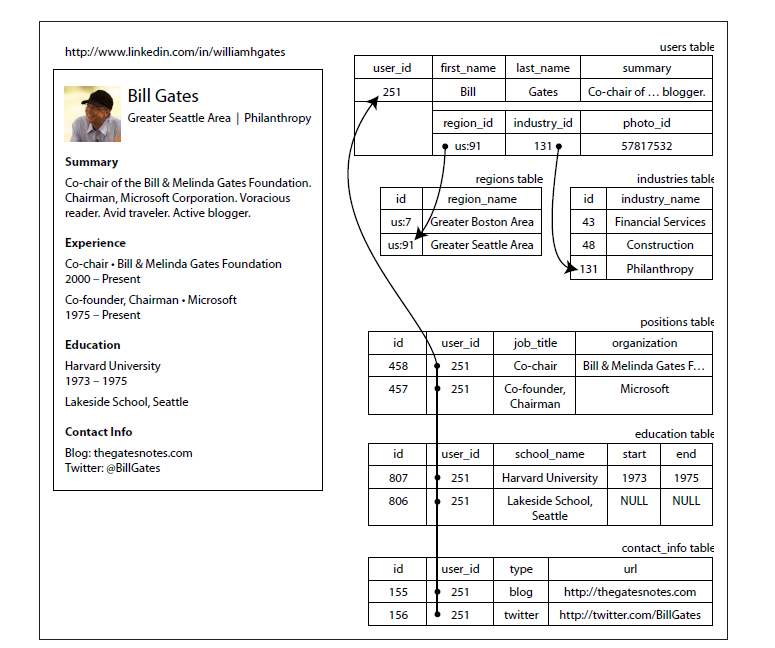 http://www.linkedin.com/in/williamhgates
Bill Gates
Greater Seattle Area | Philanthropy
Summary
Co-chair of the Bill & Melinda Gates Foundation.
Chairman, Microsoft Corporation. Voracious
reader. Avid traveler. Active blogger.
Experience
Co-chair • Bill & Melinda Gates Foundation
2000 – Present
Co-founder, Chairman • Microsoft
1975 – Present
Education
Harvard University
1973 – 1975
Lakeside School, Seattle
Contact Info
Blog: thegatesnotes.com
Twitter: @BillGates
users table
user_id first_name last_name summary
251 Bill Gates Co-chair of … blogger.
region_id industry_id photo_id
us:91 131 57817532
regions table
id region_name
us:7 Greater Boston Area
us:91 Greater Seattle Area
industries table
id industry_name
43 Financial Services
48 Construction
131 Philanthropy
positions table
id user_id job_title organization
458 251 Co-chair Bill & Melinda Gates F…
457 251 Co-founder, Microsoft
Chairman
education table
id user_id school_name start end
807 251 Harvard University 1973 1975
806 251 Lakeside School, NULL NULL
Seattle
contact_info table
id user_id type url
155 251 blog http://thegatesnotes.com
156 251 twitter http://twitter.com/BillGates